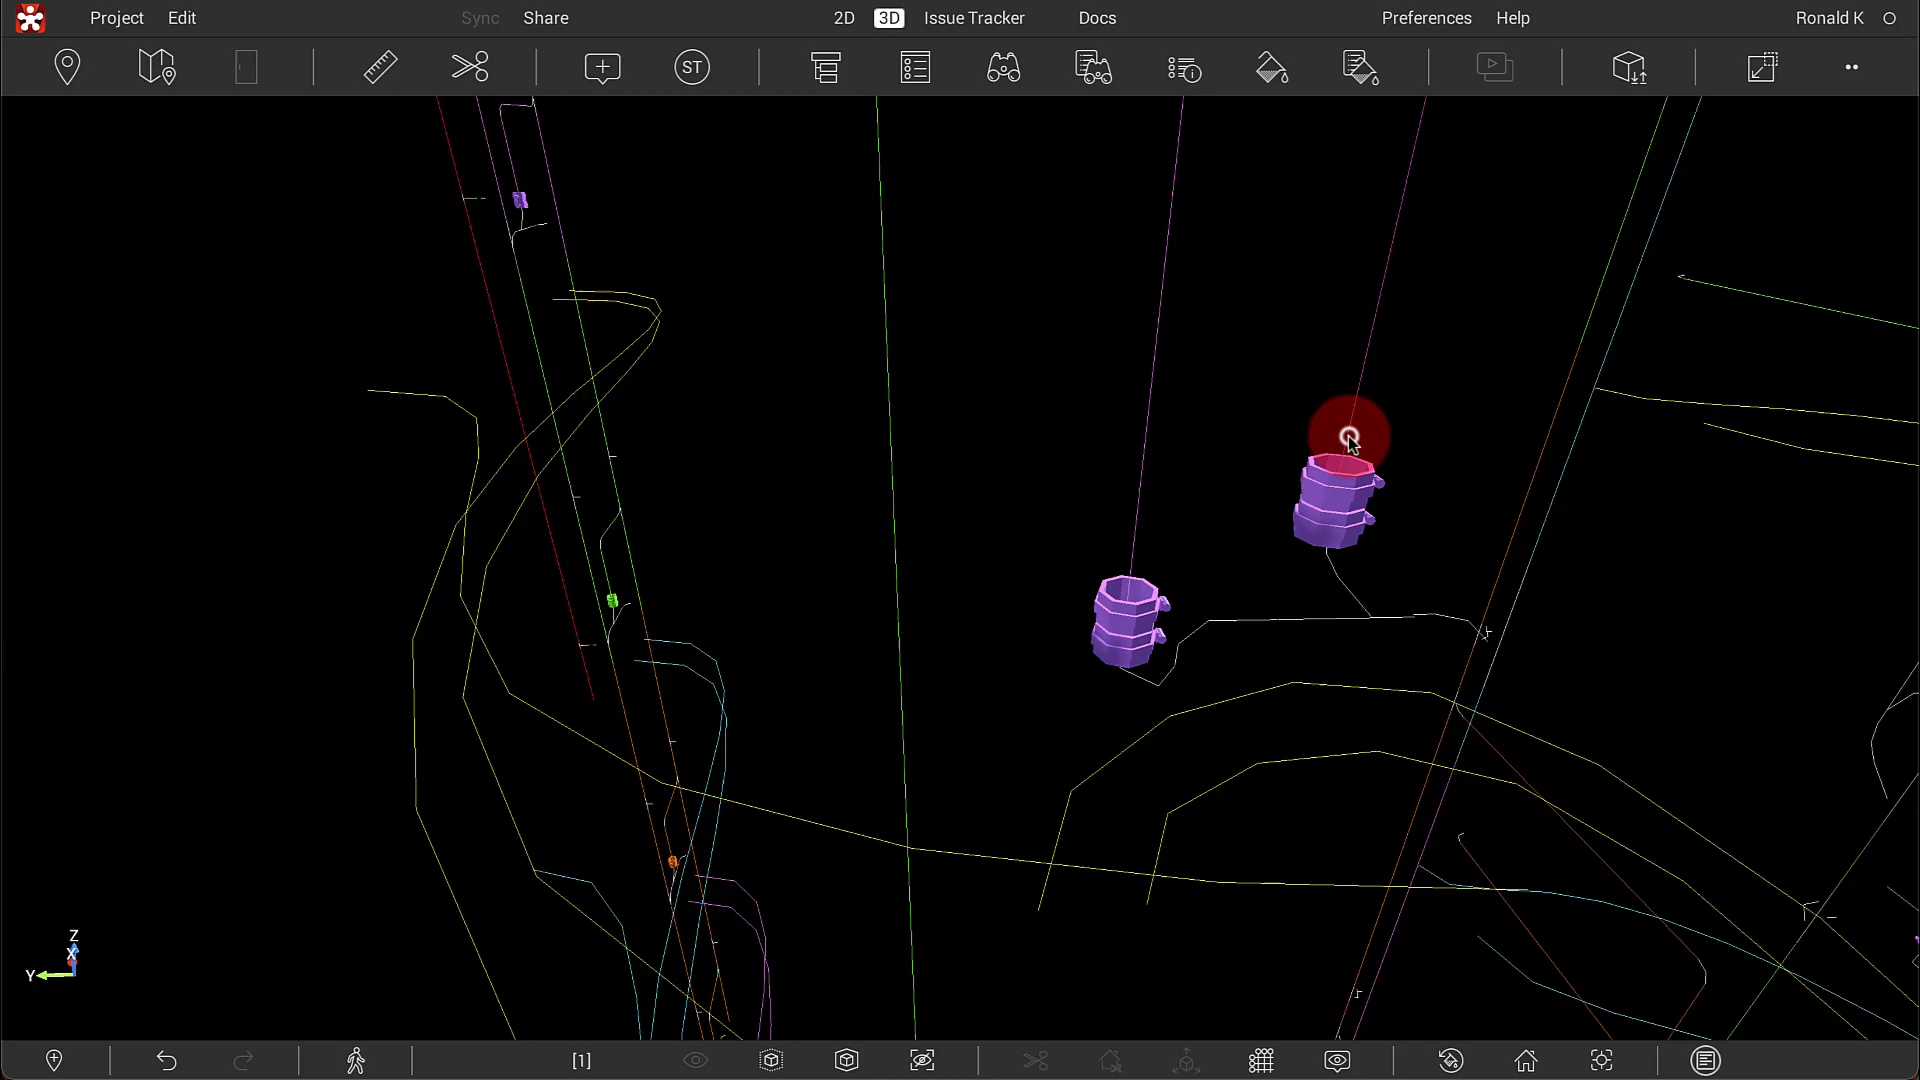 Project Edit Sync Share 2D 3D Issue Tracker Docs Preferences Help Ronald K
ST
Z
X
Y
[1]